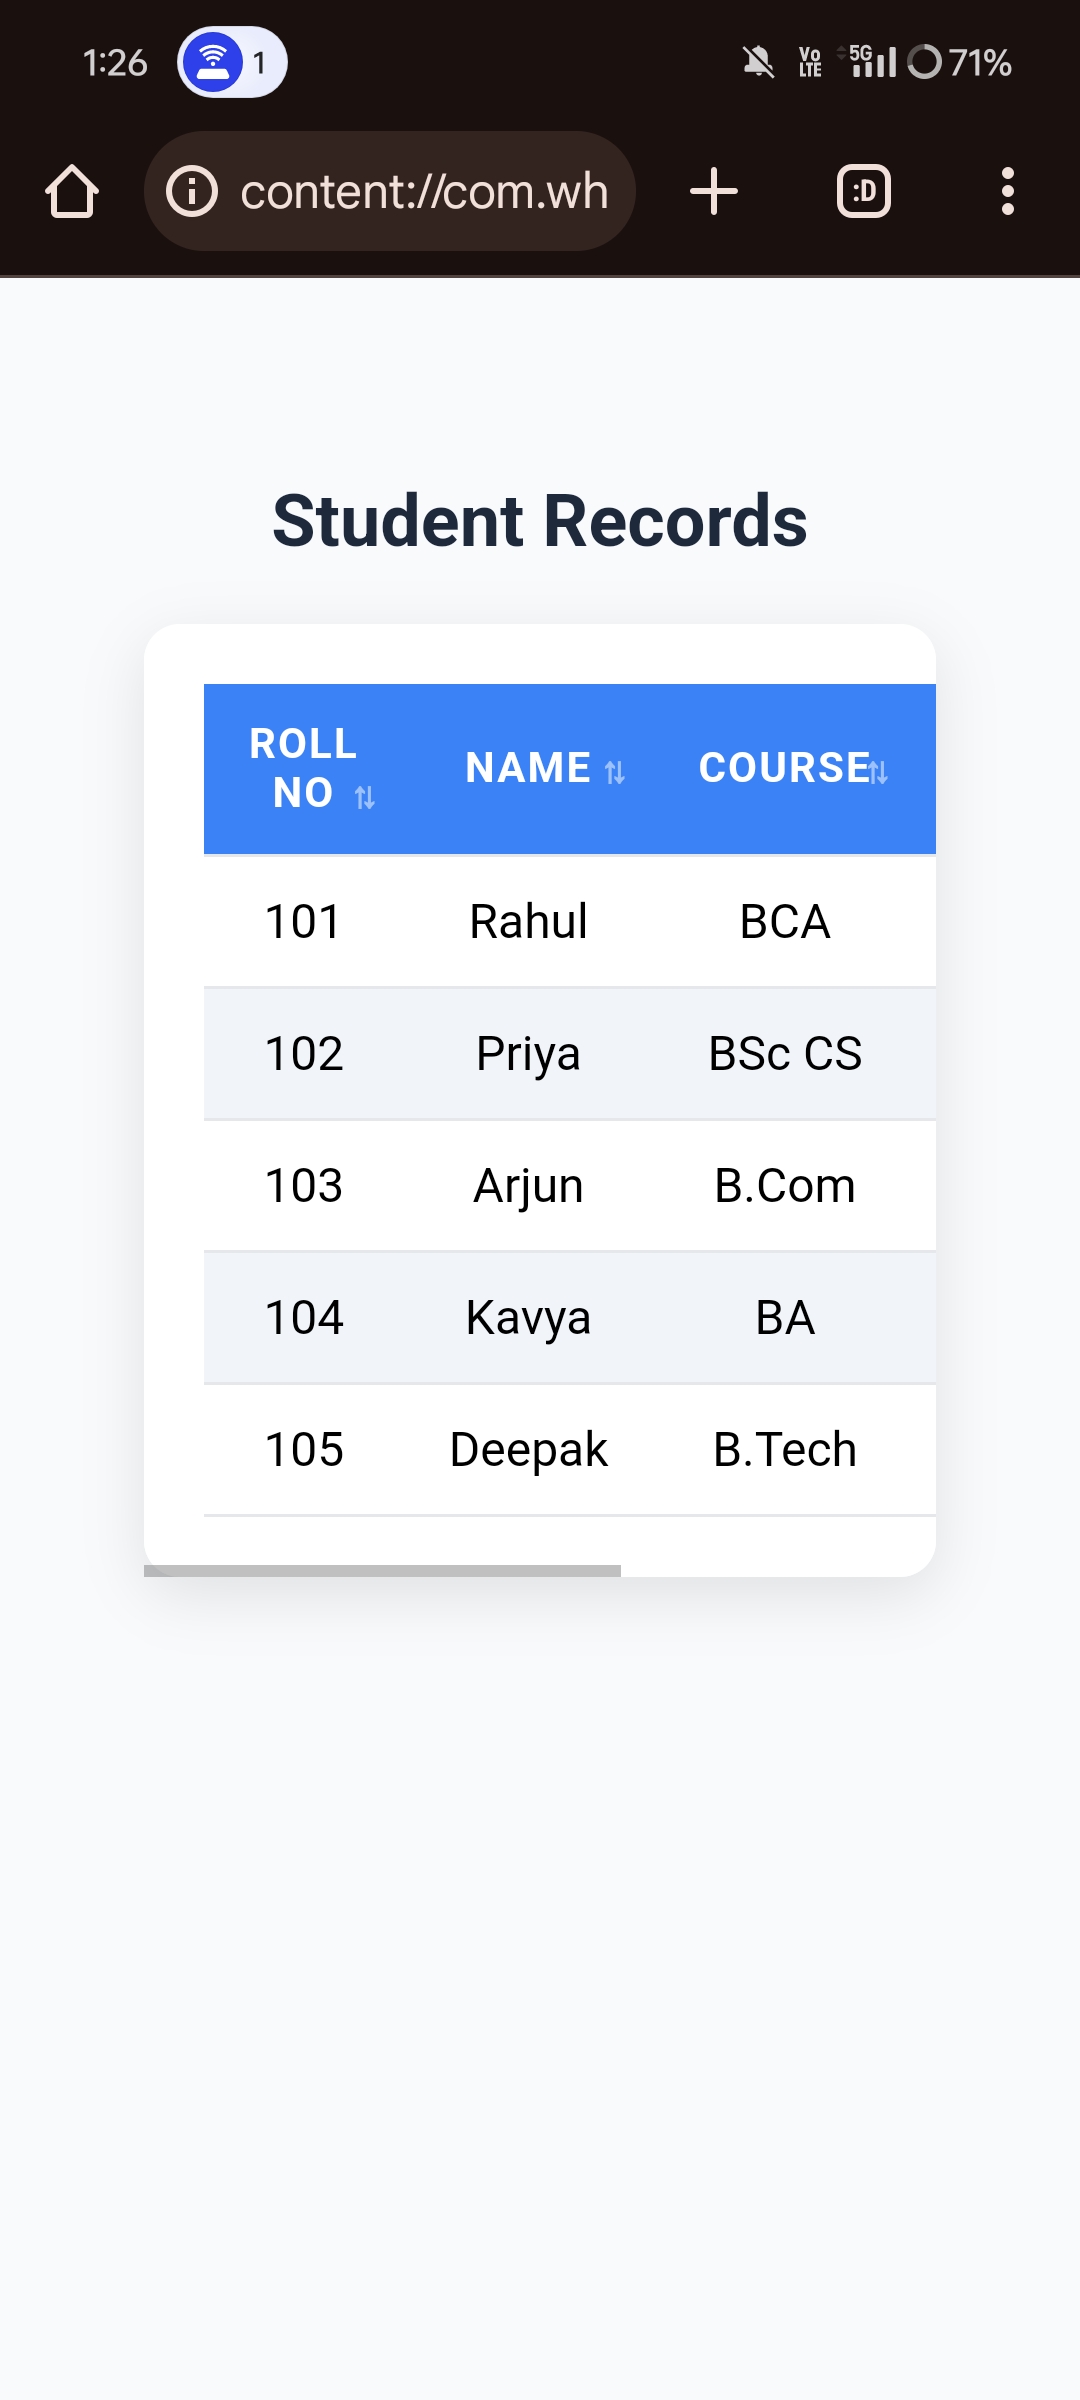 1:26 1 Vo LTE 5G 71%
content://com.wh :D
Student Records
ROLL NO NAME COURSE
101 Rahul BCA
102 Priya BSc CS
103 Arjun B.Com
104 Kavya BA
105 Deepak B.Tech